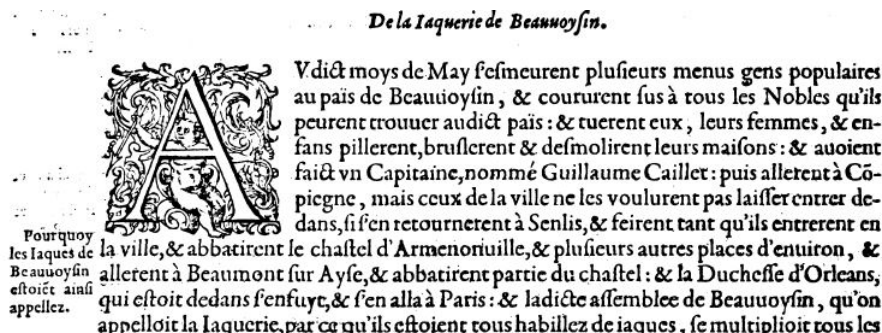 De la Iaquerie de Beauuoyſin.
AVdict moys de May ſ'eſmeurent pluſieurs menus gens populaires
au païs de Beauuoyſin, & coururent ſus à tous les Nobles qu'ils
peurent trouuer audict païs : & tuerent eux, leurs femmes, & en-
fans pillerent, bruſlerent & deſmolirent leurs maiſons : & auoient
faict vn Capitaine, nommé Guillaume Caillet : puis allerent à Cō-
piegne, mais ceux de la ville ne les voulurent pas laiſſer entrer de-
dans, ſi ſ'en retournerent à Senlis, & feirent tant qu'ils entrerent en
la ville, & abbatirent le chaſtel d'Armenonuille, & pluſieurs autres places d'enuiron, &
allerent à Beaumont ſur Ayſe, & abbatirent partie du chaſtel : & la Ducheſſe d'Orleans,
qui eſtoit dedans ſ'enfuyt, & ſ'en alla à Paris : & ladicte aſſemblee de Beauuoyſin, qu'on
appelloit la Iaquerie, par ce qu'ils eſtoient tous habillez de iaques, ſe multiplioit tous les
Pourquoy
les Iaques de
Beauuoyſin
eſtoiẽt ainſi
appellez.